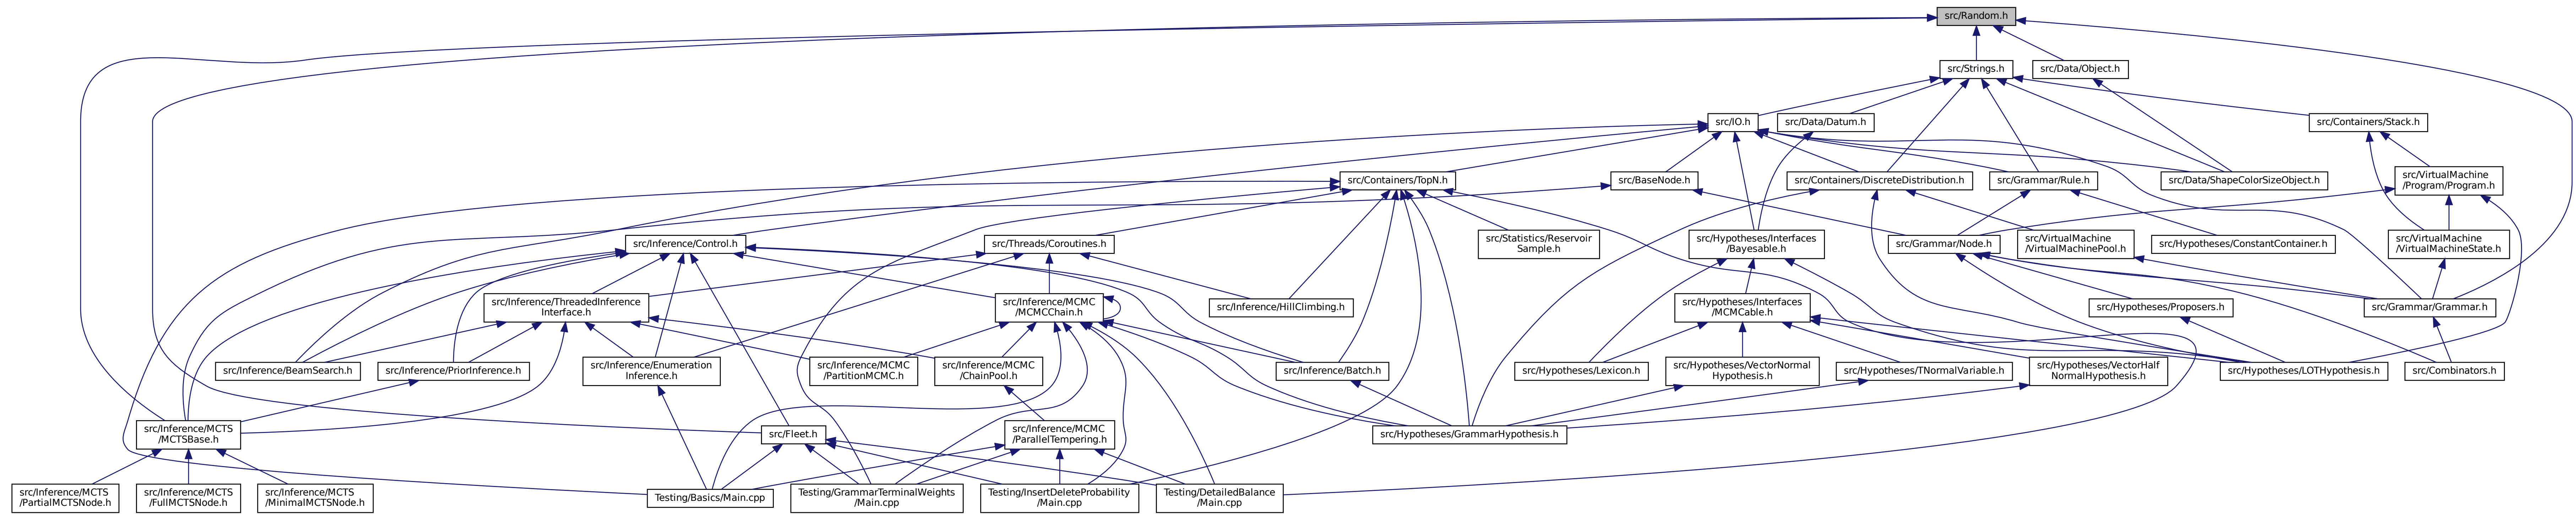 src/Random.h
src/Strings.h
src/Data/Object.h
src/IO.h
src/Data/Datum.h
src/Containers/Stack.h
src/Containers/TopN.h
src/BaseNode.h
src/Containers/DiscreteDistribution.h
src/Grammar/Rule.h
src/Data/ShapeColorSizeObject.h
src/VirtualMachine
/Program/Program.h
src/Inference/Control.h
src/Threads/Coroutines.h
src/Statistics/Reservoir
Sample.h
src/Hypotheses/Interfaces
/Bayesable.h
src/Grammar/Node.h
src/VirtualMachine
/VirtualMachinePool.h
src/Hypotheses/ConstantContainer.h
src/VirtualMachine
/VirtualMachineState.h
src/Inference/ThreadedInference
Interface.h
src/Inference/MCMC
/MCMCChain.h
src/Inference/HillClimbing.h
src/Hypotheses/Interfaces
/MCMCable.h
src/Hypotheses/Proposers.h
src/Grammar/Grammar.h
src/Inference/BeamSearch.h
src/Inference/PriorInference.h
src/Inference/Enumeration
Inference.h
src/Inference/MCMC
/PartitionMCMC.h
src/Inference/MCMC
/ChainPool.h
src/Inference/Batch.h
src/Hypotheses/Lexicon.h
src/Hypotheses/VectorNormal
Hypothesis.h
src/Hypotheses/TNormalVariable.h
src/Hypotheses/VectorHalf
NormalHypothesis.h
src/Hypotheses/LOTHypothesis.h
src/Combinators.h
src/Inference/MCTS
/MCTSBase.h
src/Fleet.h
src/Inference/MCMC
/ParallelTempering.h
src/Hypotheses/GrammarHypothesis.h
src/Inference/MCTS
/PartialMCTSNode.h
src/Inference/MCTS
/FullMCTSNode.h
src/Inference/MCTS
/MinimalMCTSNode.h
Testing/Basics/Main.cpp
Testing/GrammarTerminalWeights
/Main.cpp
Testing/InsertDeleteProbability
/Main.cpp
Testing/DetailedBalance
/Main.cpp